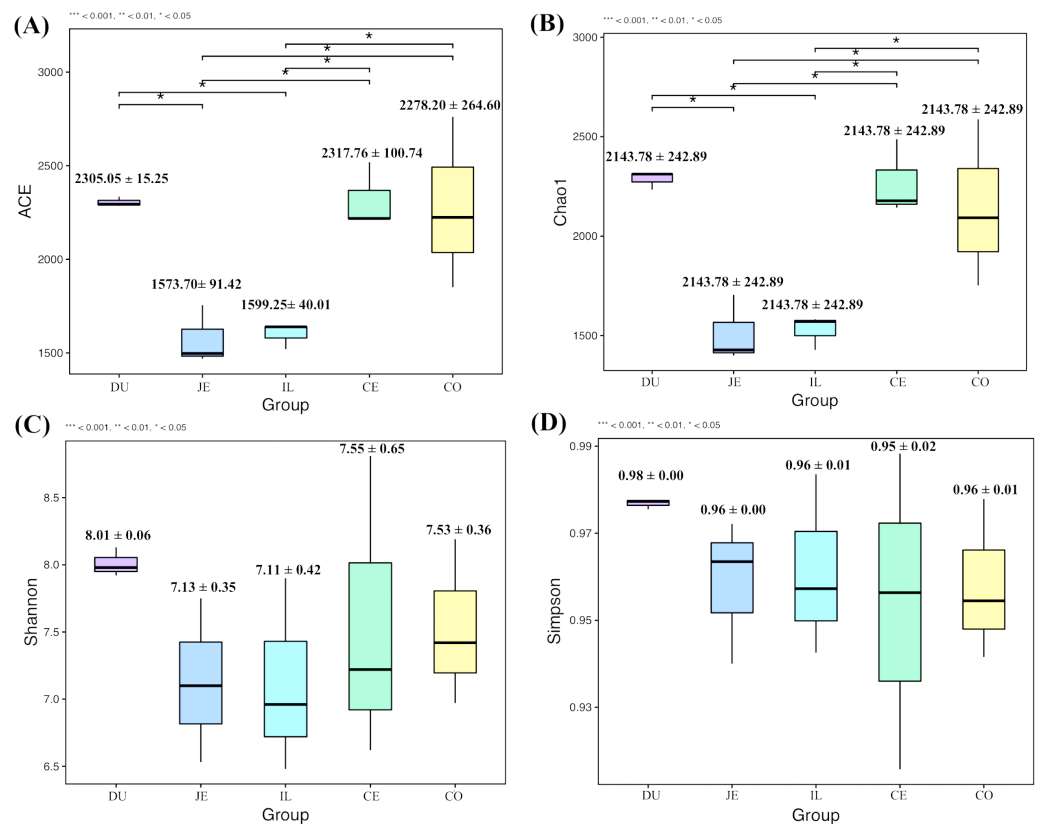 (A)
*** < 0.001, ** < 0.01, * < 0.05
*
*
*
*
*
*
2278.20 ± 264.60
2317.76 ± 100.74
2305.05 ± 15.25
1573.70± 91.42
1599.25± 40.01
3000
2500
2000
1500
ACE
DU JE IL CE CO
Group
(B)
*** < 0.001, ** < 0.01, * < 0.05
*
*
*
*
*
*
2143.78 ± 242.89
2143.78 ± 242.89
2143.78 ± 242.89
2143.78 ± 242.89
2143.78 ± 242.89
3000
2500
2000
1500
Chao1
DU JE IL CE CO
Group
(C)
*** < 0.001, ** < 0.01, * < 0.05
7.55 ± 0.65
8.01 ± 0.06
7.53 ± 0.36
7.13 ± 0.35
7.11 ± 0.42
8.5
8.0
7.5
7.0
6.5
Shannon
DU JE IL CE CO
Group
(D)
*** < 0.001, ** < 0.01, * < 0.05
0.95 ± 0.02
0.98 ± 0.00
0.96 ± 0.01
0.96 ± 0.00
0.96 ± 0.01
0.99
0.97
0.95
0.93
Simpson
DU JE IL CE CO
Group